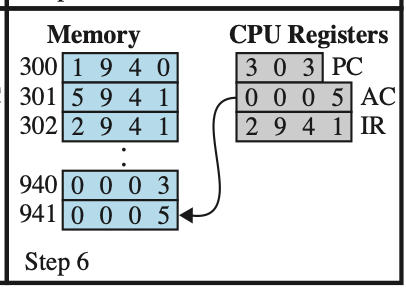 Memory CPU Registers
300 1 9 4 0 3 0 3 PC
301 5 9 4 1 0 0 0 5 AC
302 2 9 4 1 2 9 4 1 IR
940 0 0 0 3
941 0 0 0 5
Step 6